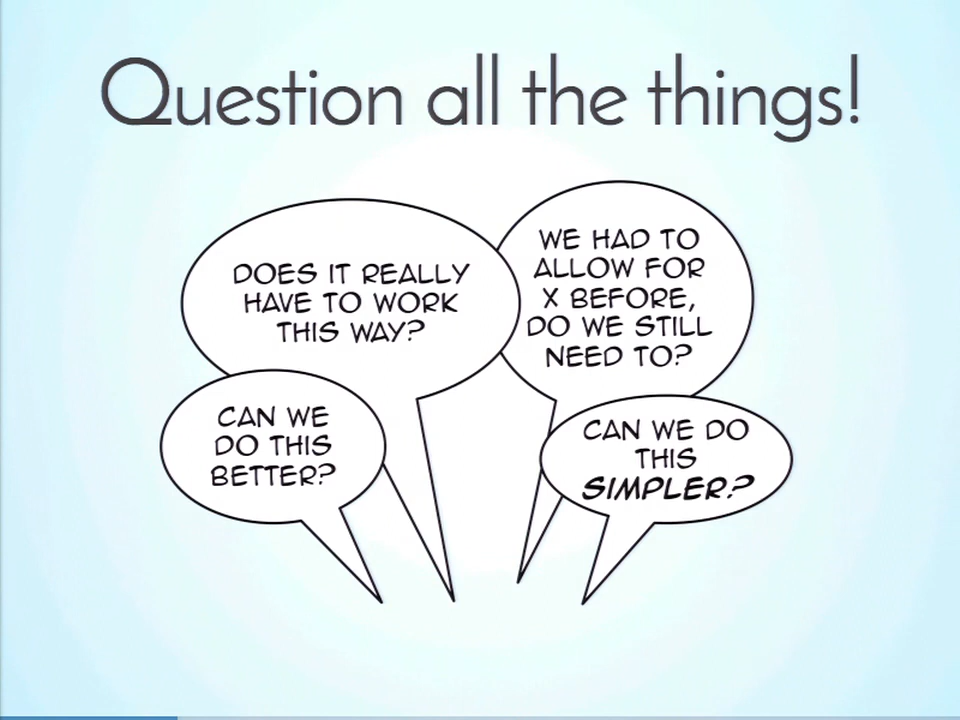 Question all the things!
DOES IT REALLY
HAVE TO WORK
THIS WAY?
WE HAD TO
ALLOW FOR
X BEFORE,
DO WE STILL
NEED TO?
CAN WE
DO THIS
BETTER?
CAN WE DO
THIS
SIMPLER?